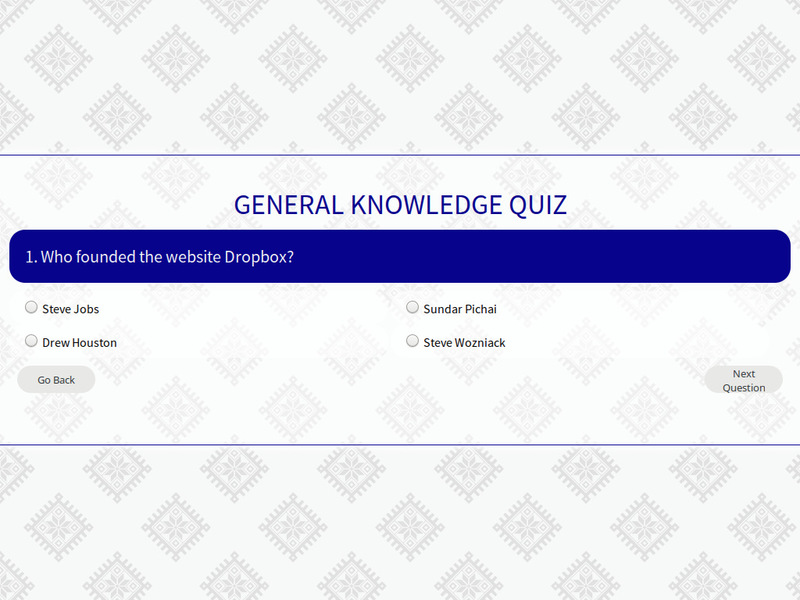 GENERAL KNOWLEDGE QUIZ
1. Who founded the website Dropbox?
Steve Jobs
Sundar Pichai
Drew Houston
Steve Wozniack
Go Back
Next
Question